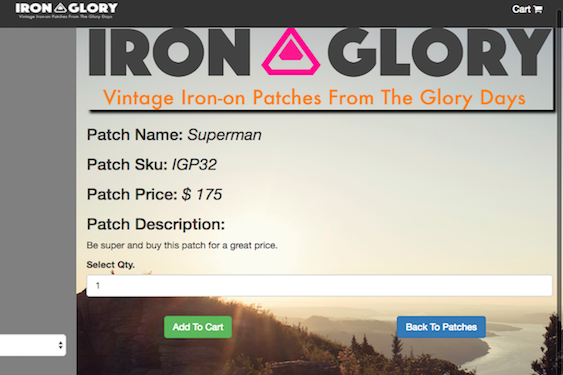 IRON GLORY
Vintage Iron-on Patches From The Glory Days
Cart
IRON GLORY
Vintage Iron-on Patches From The Glory Days
Patch Name: Superman
Patch Sku: IGP32
Patch Price: $ 175
Patch Description:
Be super and buy this patch for a great price.
Select Qty.
1
Add To Cart
Back To Patches